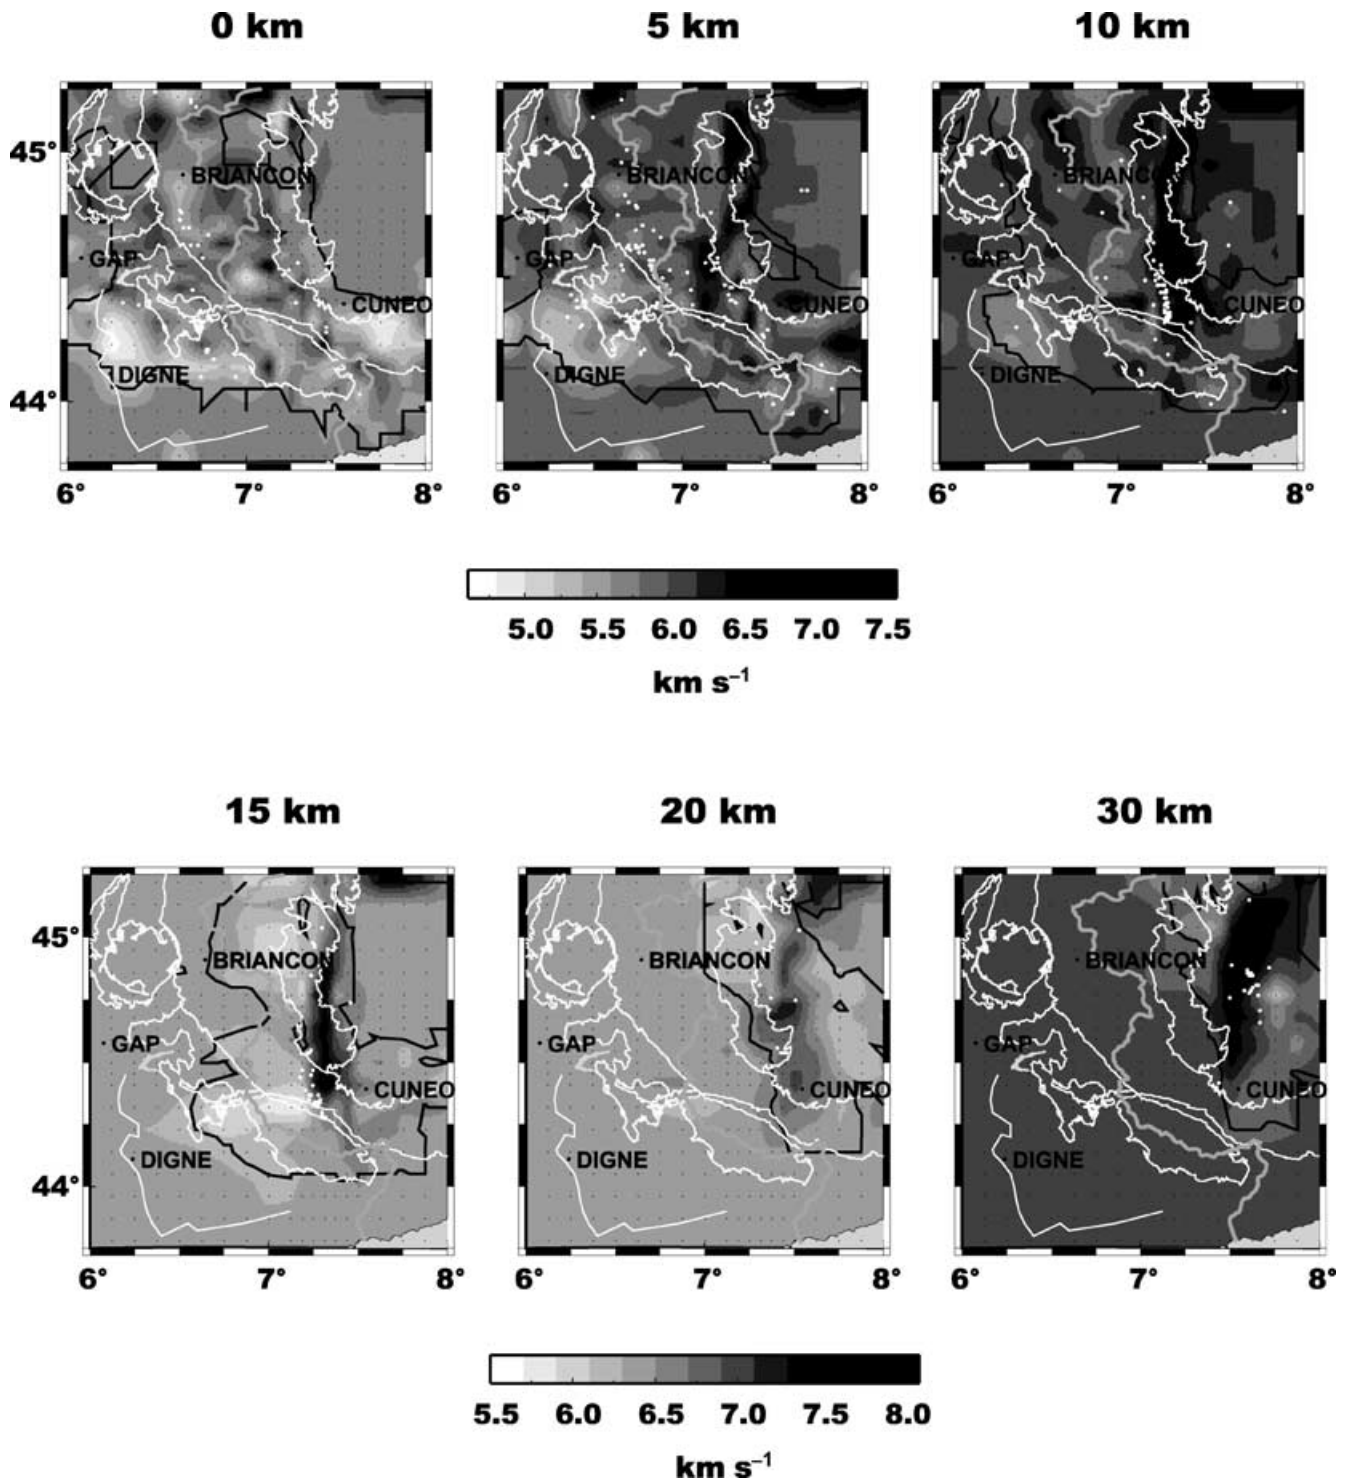 0 km 5 km 10 km
45° BRIANCON BRIANCON BRIANCON
GAP GAP GAP
CUNEO CUNEO CUNEO
DIGNE DIGNE DIGNE
44°
6° 7° 8° 6° 7° 8° 6° 7° 8°
5.0 5.5 6.0 6.5 7.0 7.5
km s⁻¹
15 km 20 km 30 km
45° BRIANCON BRIANCON BRIANCON
GAP GAP GAP
CUNEO CUNEO CUNEO
DIGNE DIGNE DIGNE
44°
6° 7° 8° 6° 7° 8° 6° 7° 8°
5.5 6.0 6.5 7.0 7.5 8.0
km s⁻¹